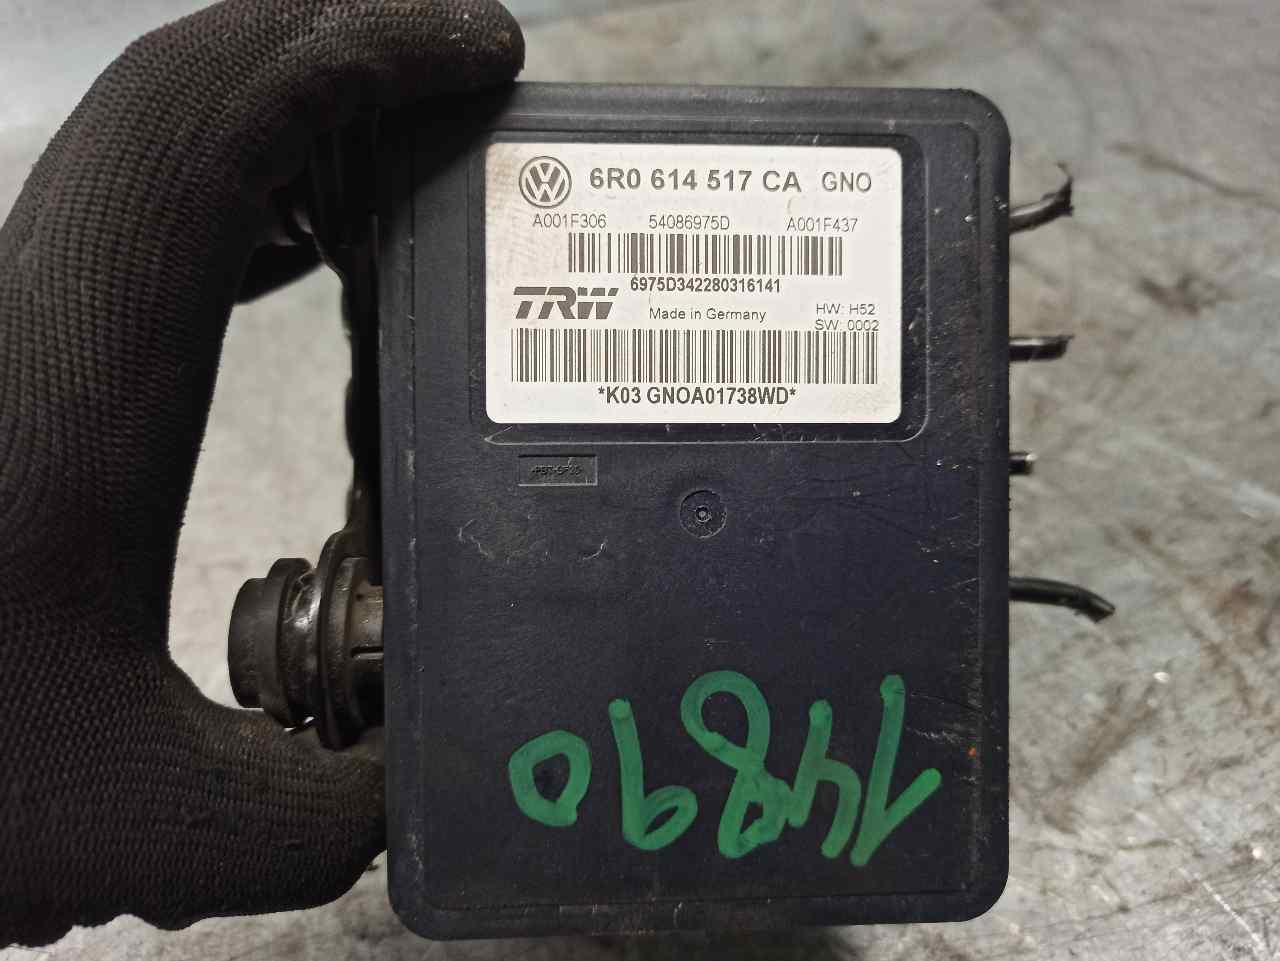 6R0 614 517 CA GNO
A001F306 54086975D A001F437
6975D342280316141
TRW Made in Germany HW: H52
SW: 0002
*K03 GNOA01738WD*
14890